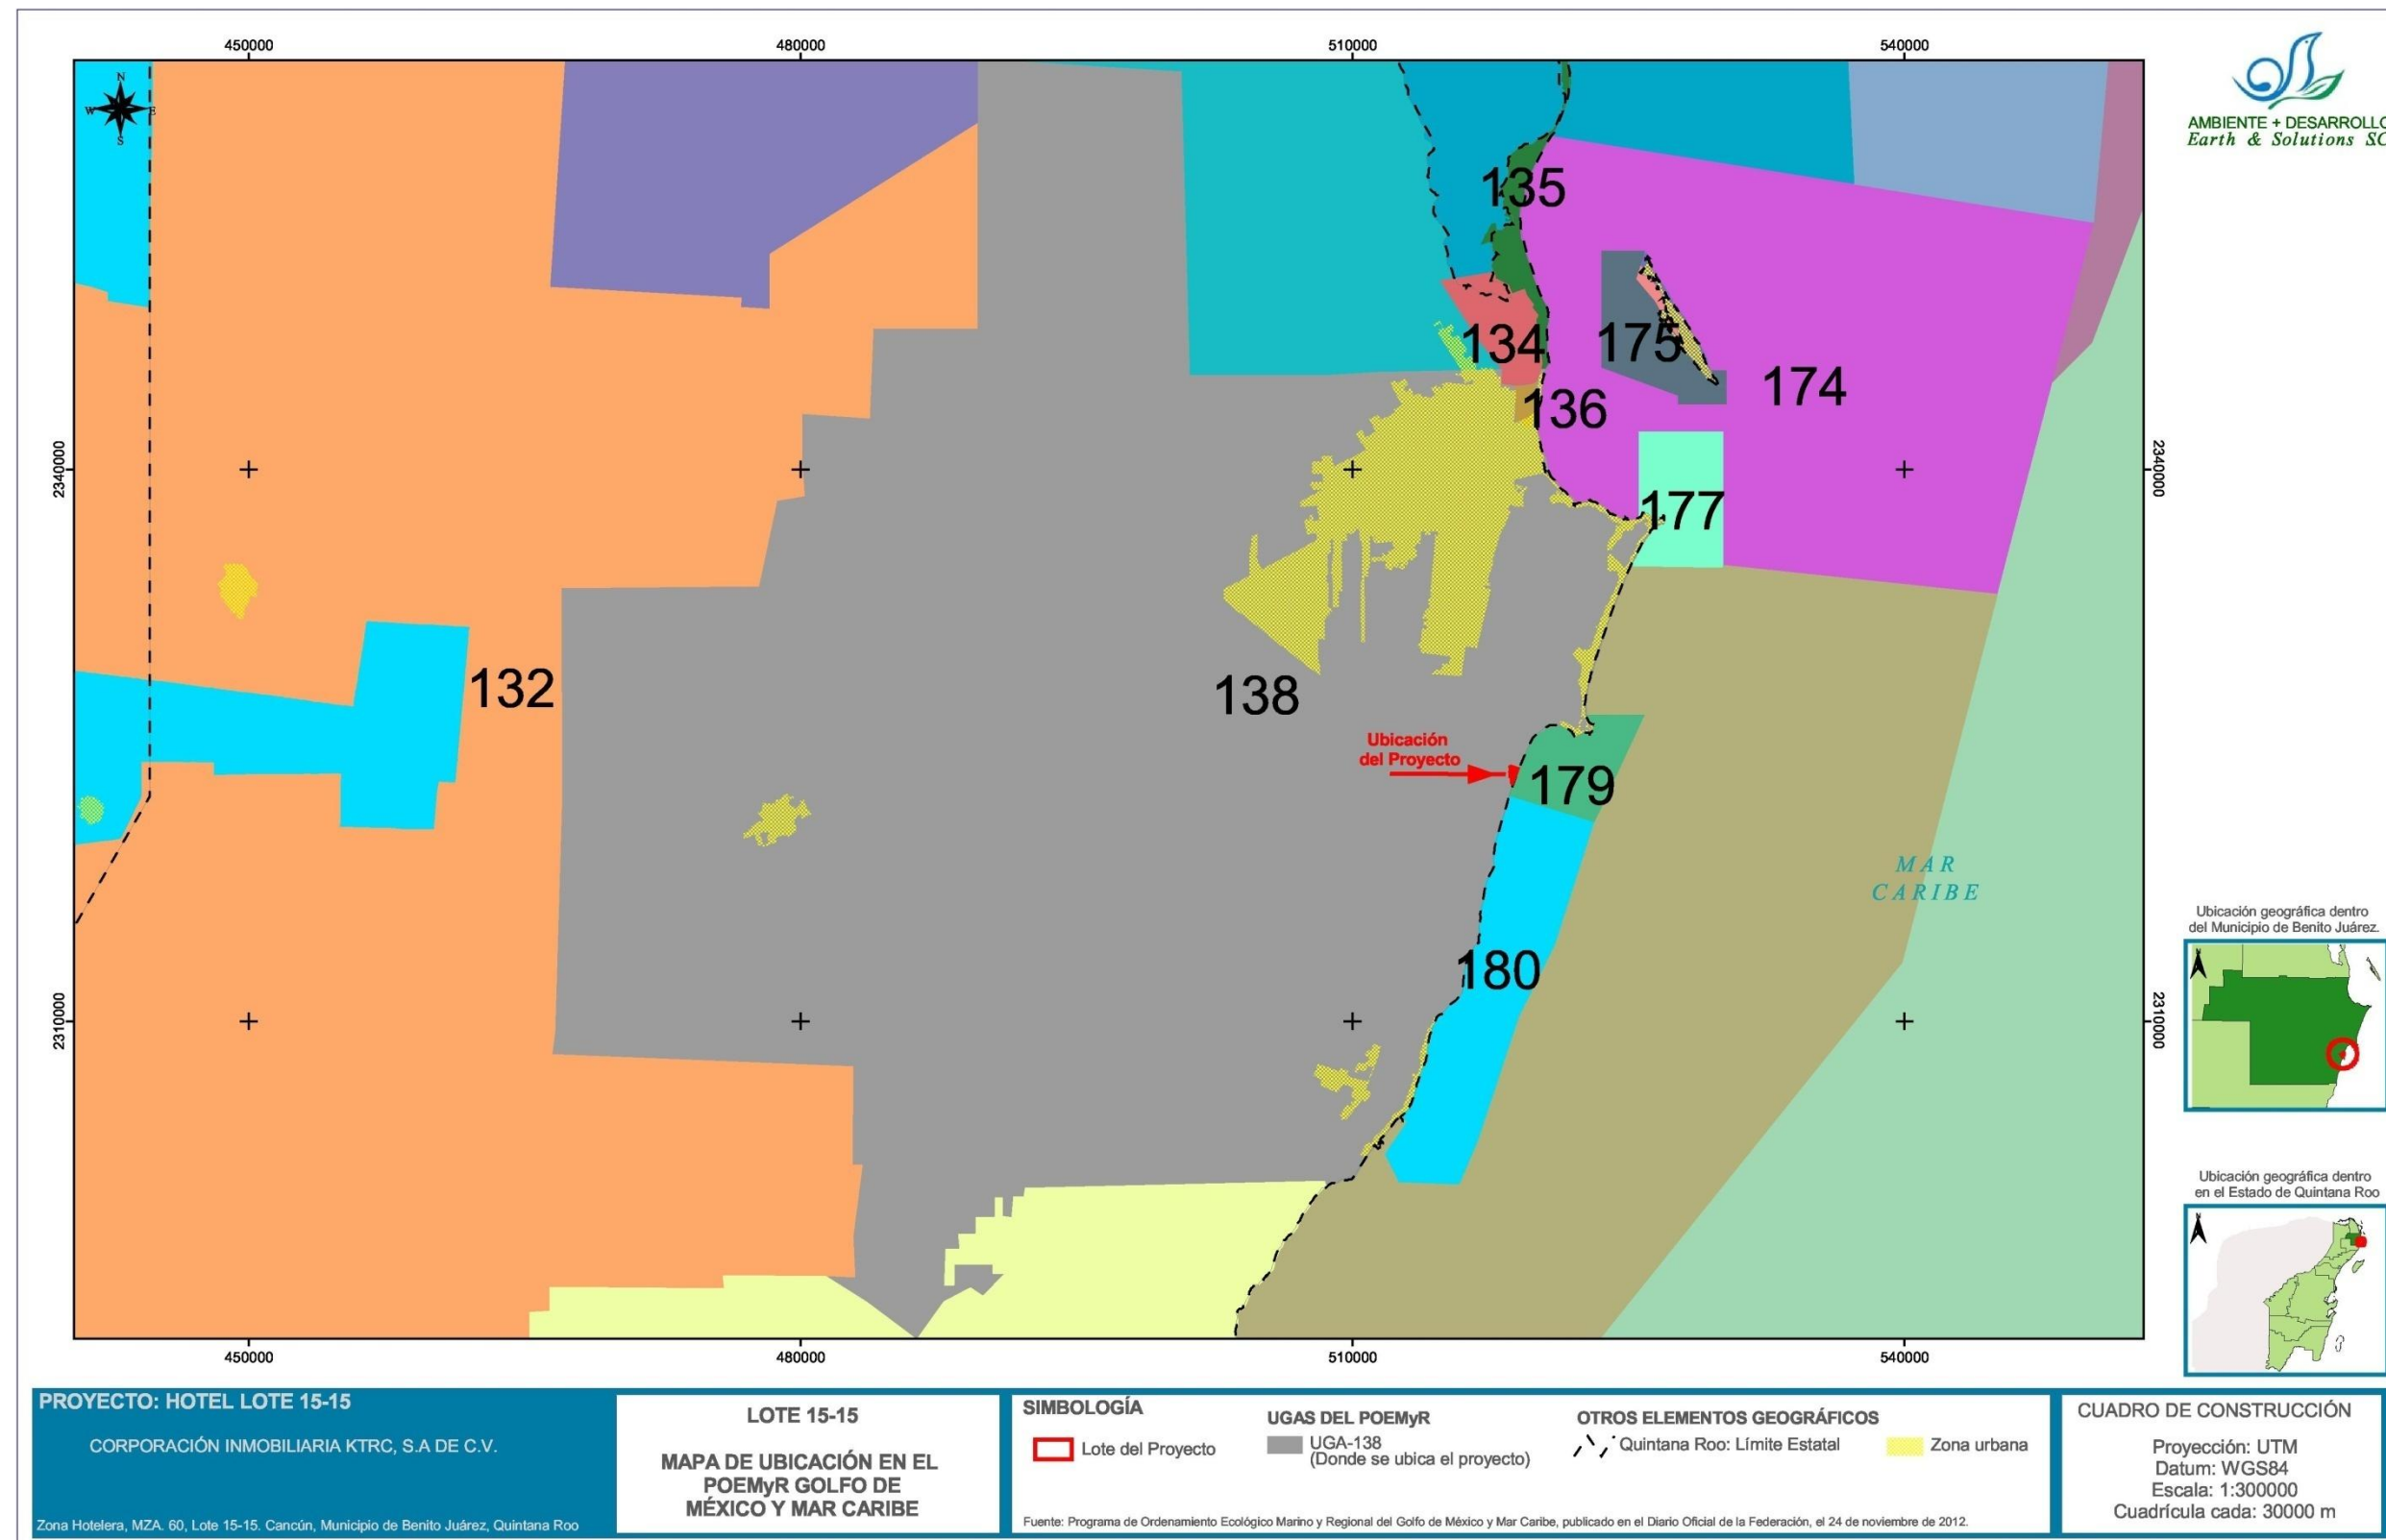 450000
480000
510000
540000
N
W
E
S
AMBIENTE + DESARROLLO
Earth & Solutions SC
135
134
175
174
136
2340000
2340000
177
132
138
Ubicación
del Proyecto
179
MAR
CARIBE
180
2310000
2310000
Ubicación geográfica dentro
del Municipio de Benito Juárez.
Ubicación geográfica dentro
en el Estado de Quintana Roo
450000
480000
510000
540000
PROYECTO: HOTEL LOTE 15-15
CORPORACIÓN INMOBILIARIA KTRC, S.A DE C.V.
Zona Hotelera, MZA. 60, Lote 15-15. Cancún, Municipio de Benito Juárez, Quintana Roo
LOTE 15-15
MAPA DE UBICACIÓN EN EL
POEMyR GOLFO DE
MÉXICO Y MAR CARIBE
SIMBOLOGÍA
Lote del Proyecto
UGAS DEL POEMyR
UGA-138
(Donde se ubica el proyecto)
OTROS ELEMENTOS GEOGRÁFICOS
Quintana Roo: Límite Estatal
Zona urbana
Fuente: Programa de Ordenamiento Ecológico Marino y Regional del Golfo de México y Mar Caribe, publicado en el Diario Oficial de la Federación, el 24 de noviembre de 2012.
CUADRO DE CONSTRUCCIÓN
Proyección: UTM
Datum: WGS84
Escala: 1:300000
Cuadrícula cada: 30000 m